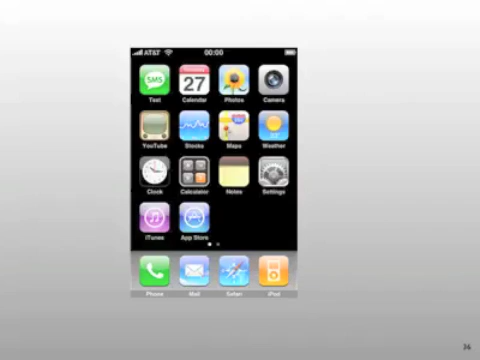 AT&T 00:00
SMS 27
Text Calendar Photos Camera
280
YouTube Stocks Maps Weather
Clock Calculator Notes Settings
iTunes App Store
Phone Mail Safari iPod
34